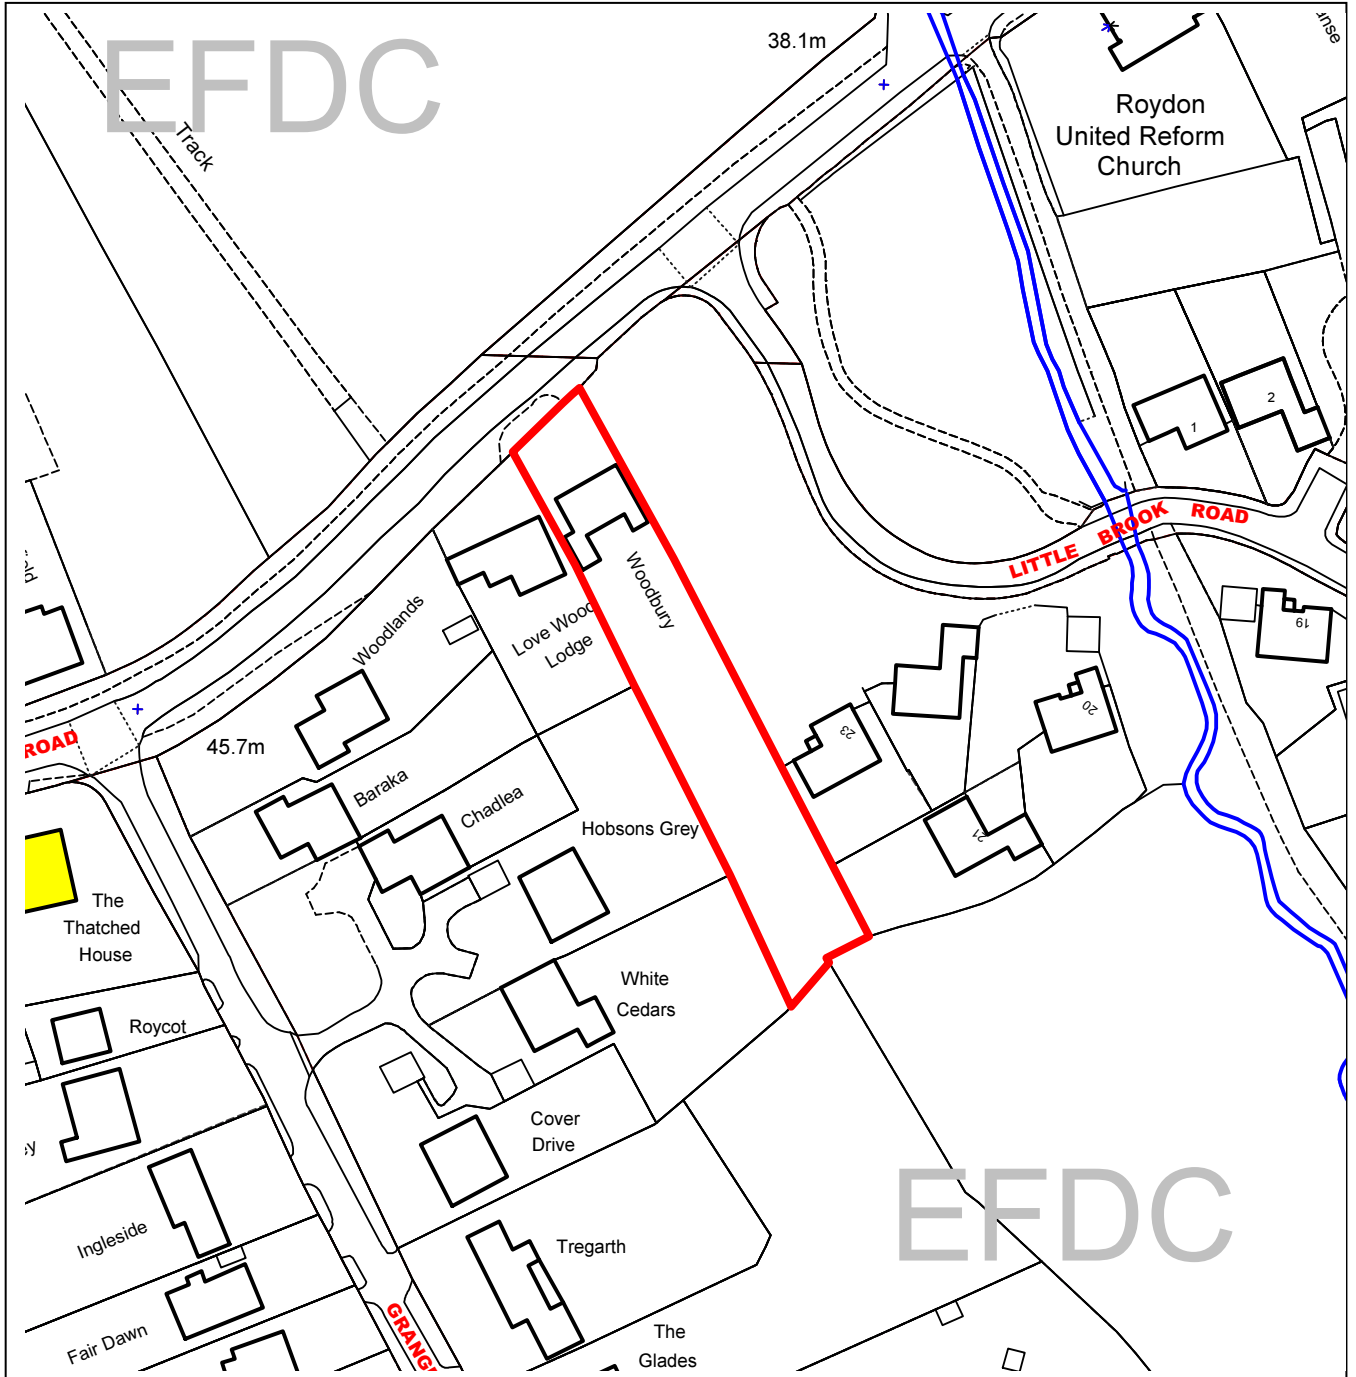 EFDC
38.1m
Track
Roydon
United Reform
Church
1
2
LITTLE BROOK ROAD
Woodbury
Love Wood
Lodge
Woodlands
19
20
23
21
ROAD
45.7m
Baraka
Chadlea
Hobsons Grey
The
Thatched
House
White
Cedars
Roycot
Cover
Drive
EFDC
Ingleside
Tregarth
Fair Dawn
The
Glades